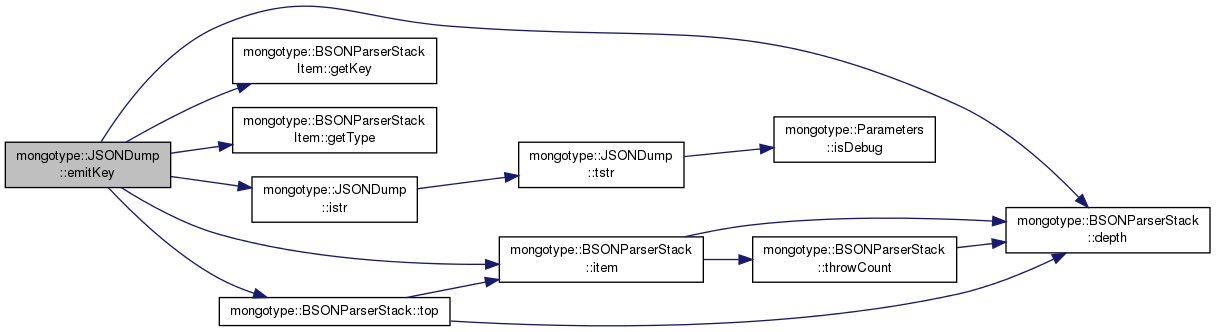 mongotype::JSONDump
::emitKey
mongotype::BSONParserStack
Item::getKey
mongotype::BSONParserStack
Item::getType
mongotype::JSONDump
::istr
mongotype::JSONDump
::tstr
mongotype::Parameters
::isDebug
mongotype::BSONParserStack
::item
mongotype::BSONParserStack
::throwCount
mongotype::BSONParserStack
::depth
mongotype::BSONParserStack::top